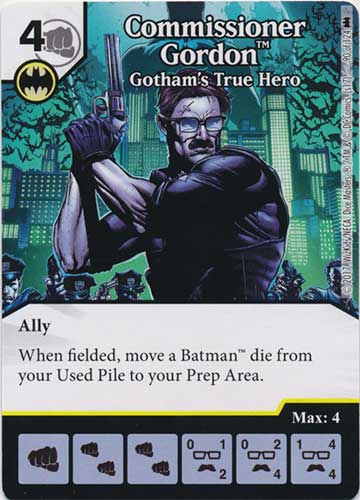 4
Commissioner
Gordon™
Gotham's True Hero
Ally
When fielded, move a Batman™ die from
your Used Pile to your Prep Area.
Max: 4
0 1
2
0 2
4
1 4
4